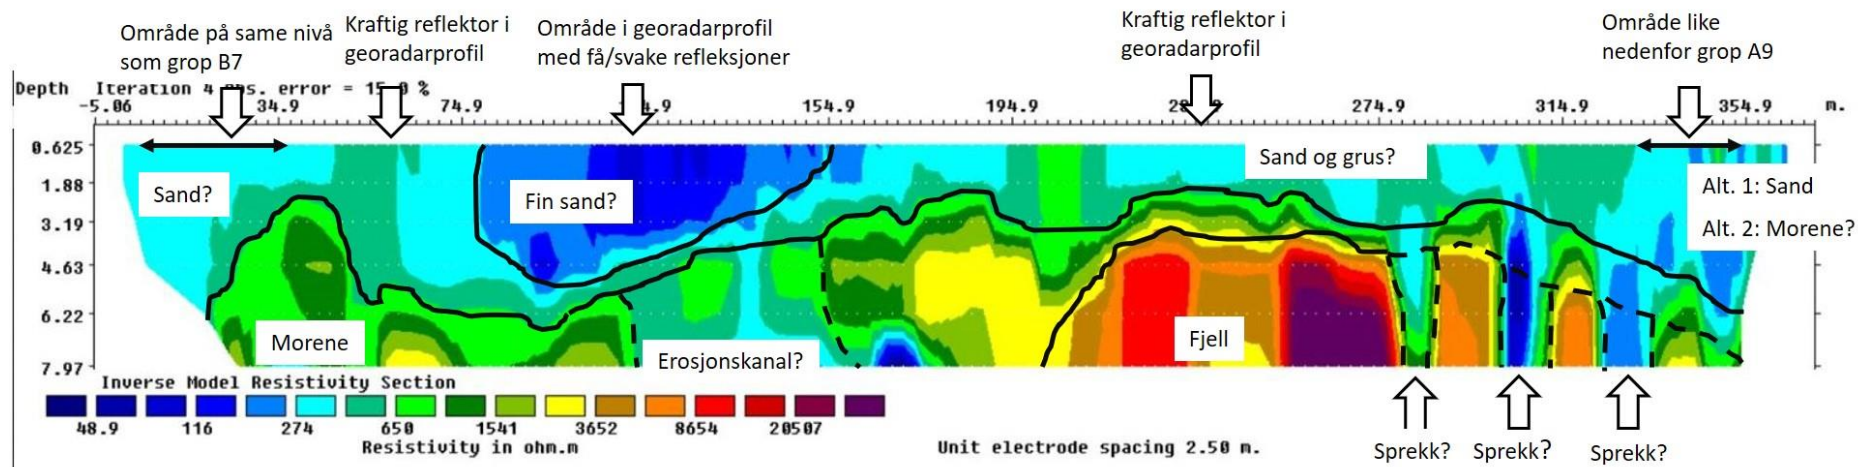 Område på same nivå
som grop B7
Kraftig reflektor i
georadarprofil
Område i georadarprofil
med få/svake refleksjoner
Kraftig reflektor i
georadarprofil
Område like
nedenfor grop A9
Depth Iteration 4 error = %
-5.06 34.9 74.9 154.9 194.9 274.9 314.9 354.9 m.
0.625
1.88
3.19
4.63
6.22
7.97
Sand?
Fin sand?
Sand og grus?
Alt. 1: Sand
Alt. 2: Morene?
Morene
Erosjonskanal?
Fjell
Inverse Model Resistivity Section
48.9 116 274 650 1541 3652 8654 20507
Resistivity in ohm.m
Unit electrode spacing 2.50 m.
Sprekk? Sprekk? Sprekk?